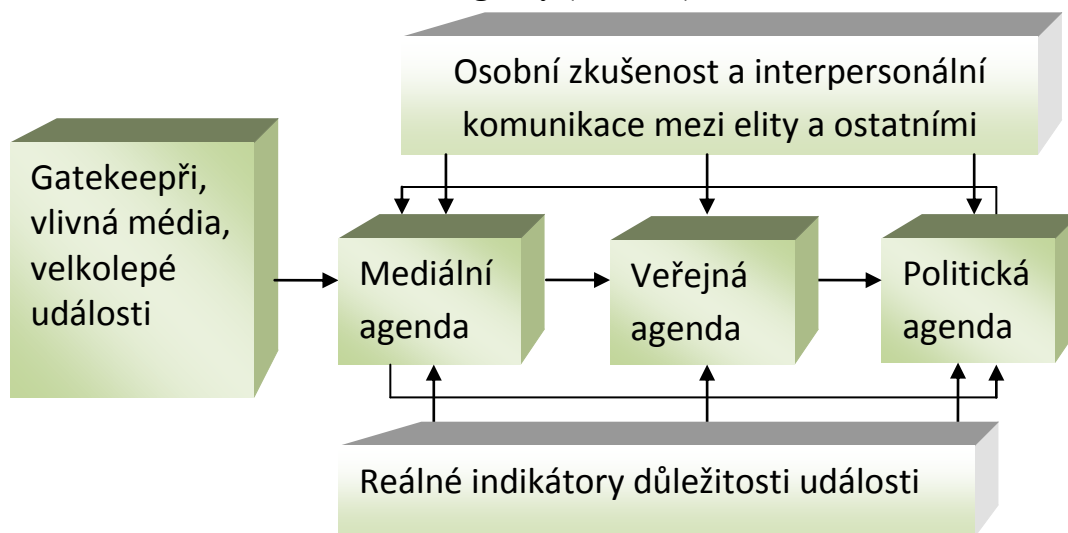 Osobní zkušenost a interpersonální
komunikace mezi elity a ostatními
Gatekeepři,
vlivná média,
velkolepé
události
Mediální
agenda
Veřejná
agenda
Politická
agenda
Reálné indikátory důležitosti události